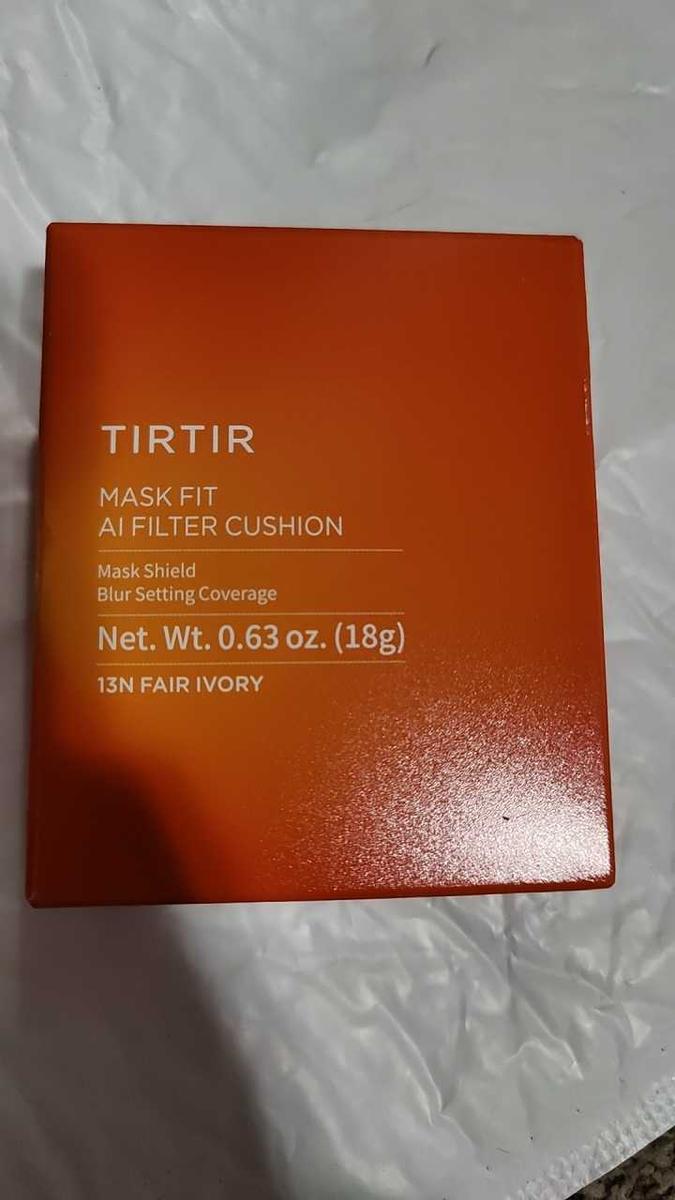 TIRTIR
MASK FIT
AI FILTER CUSHION
Mask Shield
Blur Setting Coverage
Net. Wt. 0.63 oz. (18g)
13N FAIR IVORY